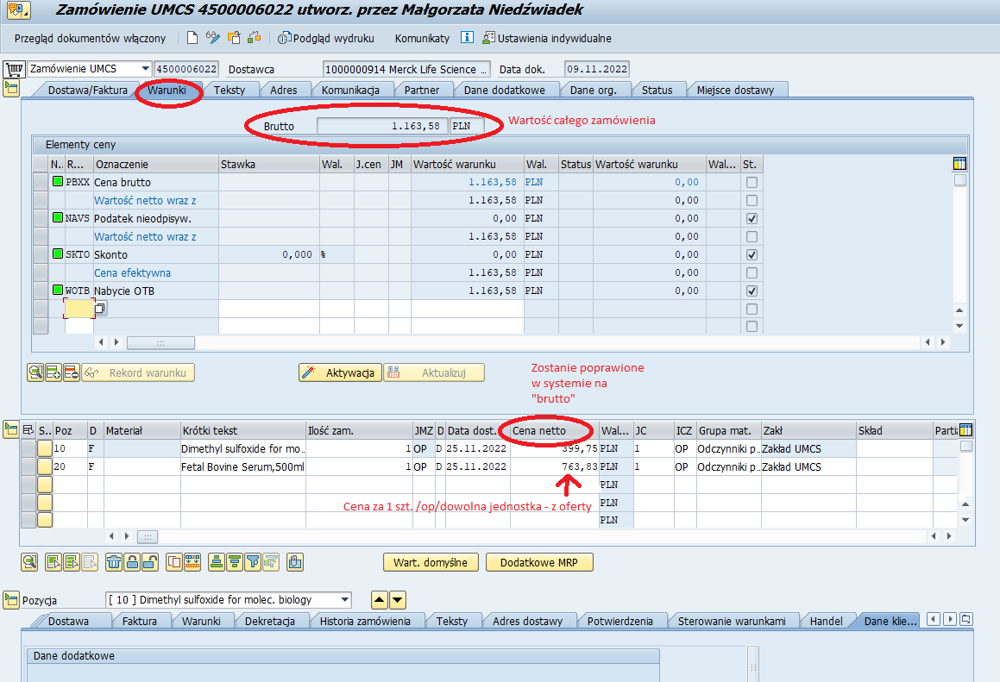 Zamówienie UMCS 4500006022 utworz. przez Małgorzata Niedźwiadek
Przegląd dokumentów włączony Podgląd wydruku Komunikaty Ustawienia indywidualne
Zamówienie UMCS 4500006022 Dostawca 1000000914 Merck Life Science ... Data dok. 09.11.2022
Dostawa/Faktura Warunki Teksty Adres Komunikacja Partner Dane dodatkowe Dane org. Status Miejsce dostawy
Brutto 1.163,58 PLN Wartość całego zamówienia
Elementy ceny
N.. R... Oznaczenie Stawka Wal. J.cen JM Wartość warunku Wal. Status Wartość warunku Wal... St.
PBXX Cena brutto 1.163,58 PLN 0,00
Wartość netto wraz z 1.163,58 PLN 0,00
NAVS Podatek nieodpisyw. 0,00 PLN 0,00
Wartość netto wraz z 1.163,58 PLN 0,00
SKTO Skonto 0,000 % 0,00 PLN 0,00
Cena efektywna 1.163,58 PLN 0,00
WOTB Nabycie OTB 1.163,58 PLN 0,00
Rekord warunku Aktywacja Aktualizuj
Zostanie poprawione
w systemie na
"brutto"
S.. Poz D Materiał Krótki tekst Ilość zam. JMZ D Data dost. Cena netto Wal... JC ICZ Grupa mat. Zakł Skład Partia
10 F Dimethyl sulfoxide for mo.. 1 OP D 25.11.2022 399,75 PLN 1 OP Odczynniki p.. Zakład UMCS
20 F Fetal Bovine Serum,500ml 1 OP D 25.11.2022 763,83 PLN 1 OP Odczynniki p.. Zakład UMCS
PLN
Cena za 1 szt. /op/dowolna jednostka - z oferty PLN
PLN
Wart. domyślne Dodatkowe MRP
Pozycja [ 10 ] Dimethyl sulfoxide for molec. biology
Dostawa Faktura Warunki Dekretacja Historia zamówienia Teksty Adres dostawy Potwierdzenia Sterowanie warunkami Handel Dane klie...
Dane dodatkowe